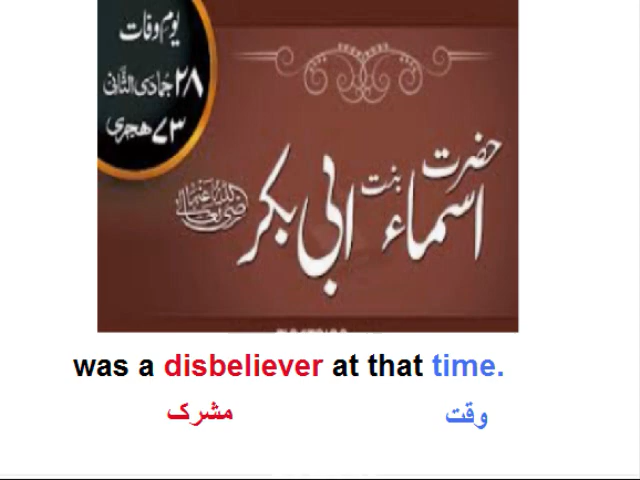 یوم وفات
۲۸ جمادی الثانی
۷۳ ھجری
حضرت
اسماء بنت ابی بکر رضی اللہ تعالیٰ عنہا
was a disbeliever at that time.
مشرک وقت